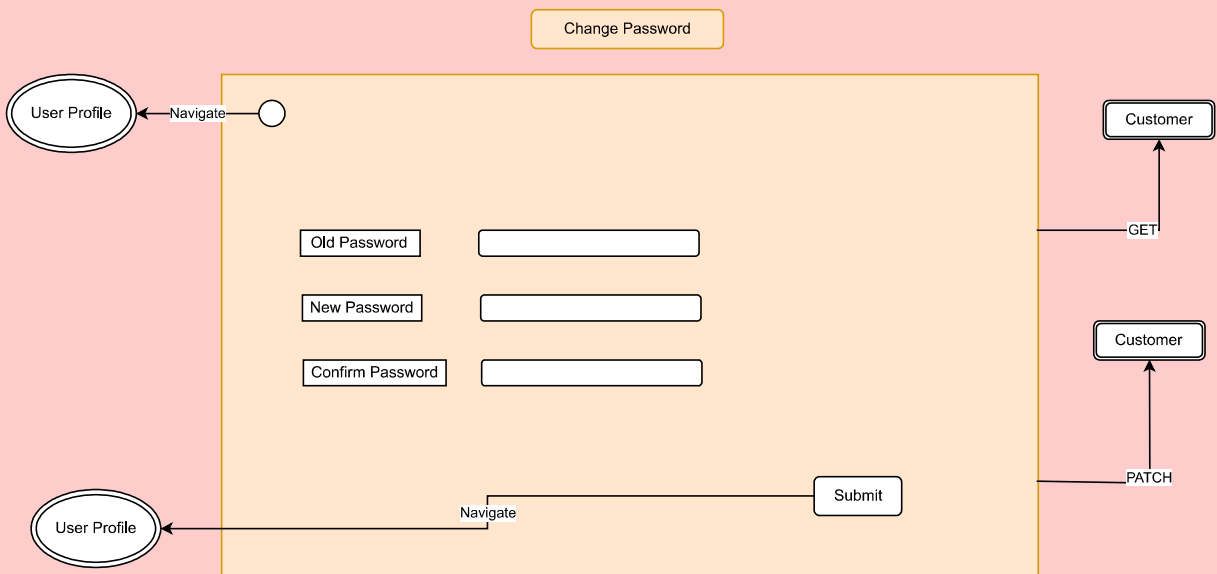 Change Password
User Profile
Navigate
Customer
Old Password
GET
New Password
Customer
Confirm Password
PATCH
Submit
Navigate
User Profile